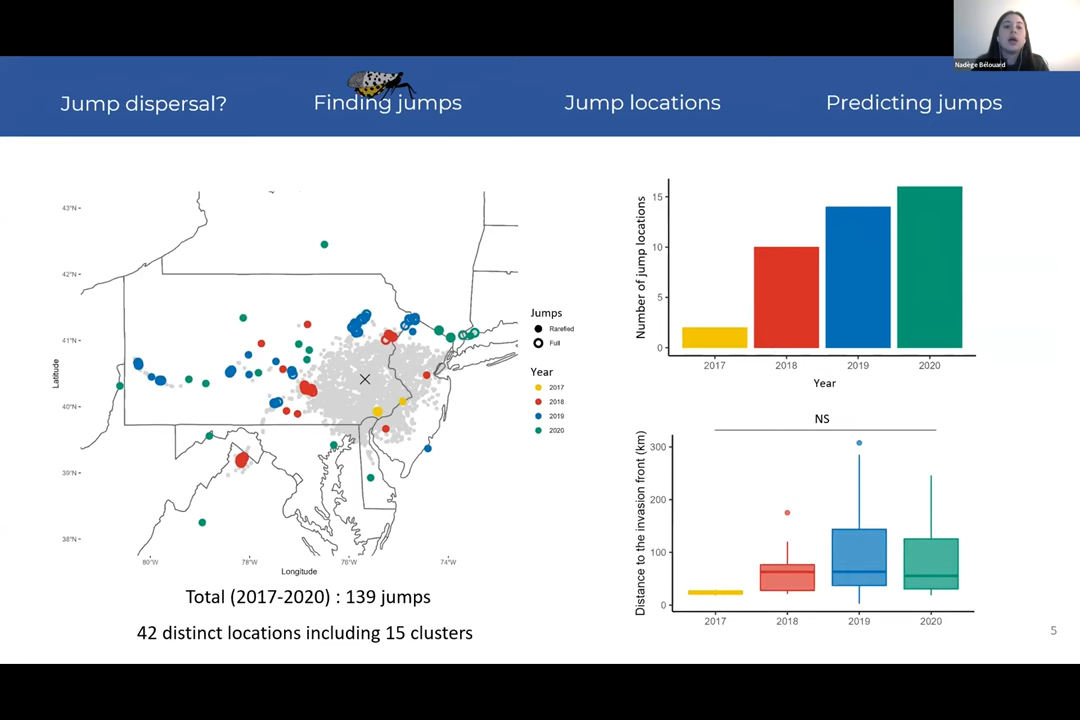 Nadège Bélouard
Jump dispersal?
Finding jumps
Jump locations
Predicting jumps
43°N
42°N
41°N
40°N
39°N
38°N
Latitude
80°W
78°W
76°W
74°W
Longitude
Jumps
Rarefied
Full
Year
2017
2018
2019
2020
Total (2017-2020) : 139 jumps
42 distinct locations including 15 clusters
Number of jump locations
15
10
5
0
2017
2018
2019
2020
Year
NS
Distance to the invasion front (km)
300
200
100
0
2017
2018
2019
2020
5